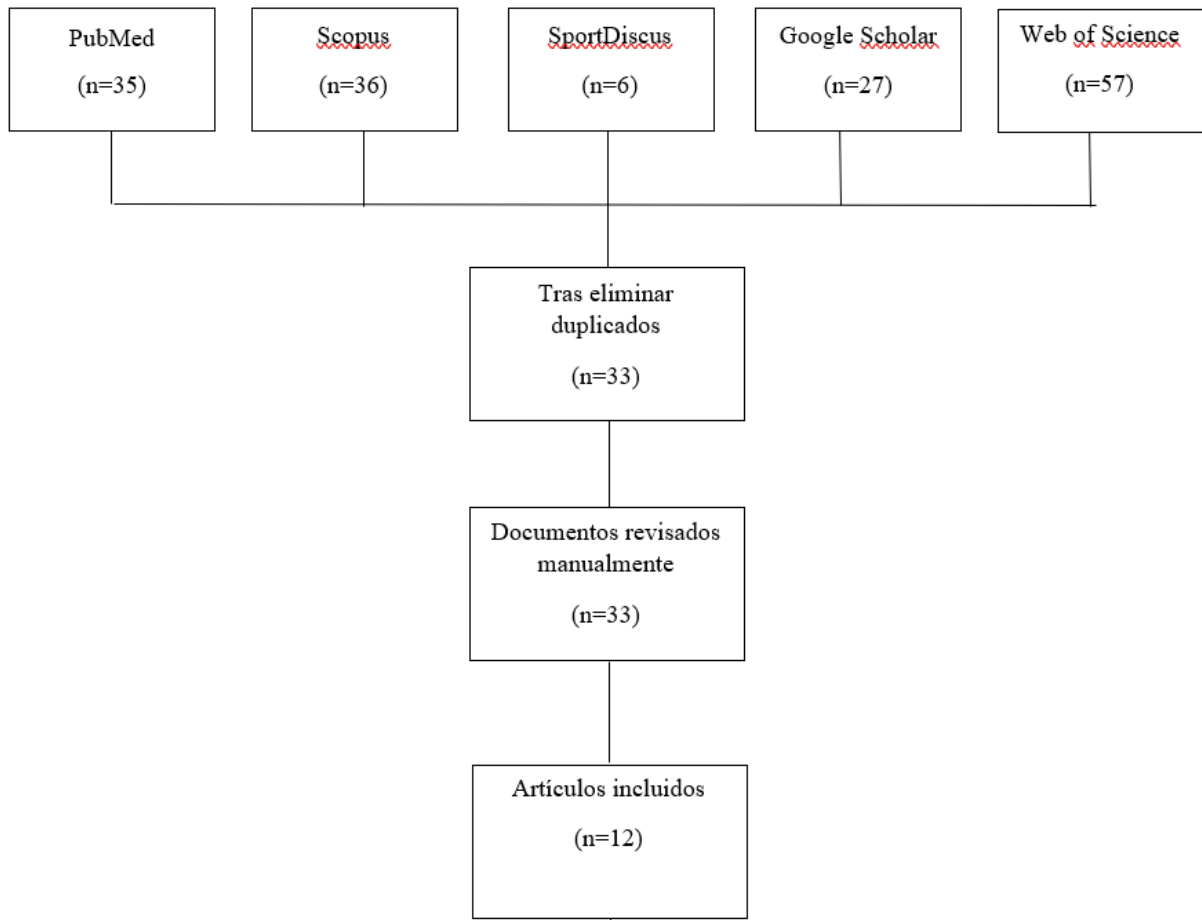 PubMed
(n=35)
Scopus
(n=36)
SportDiscus
(n=6)
Google Scholar
(n=27)
Web of Science
(n=57)
Tras eliminar
duplicados
(n=33)
Documentos revisados
manualmente
(n=33)
Artículos incluidos
(n=12)